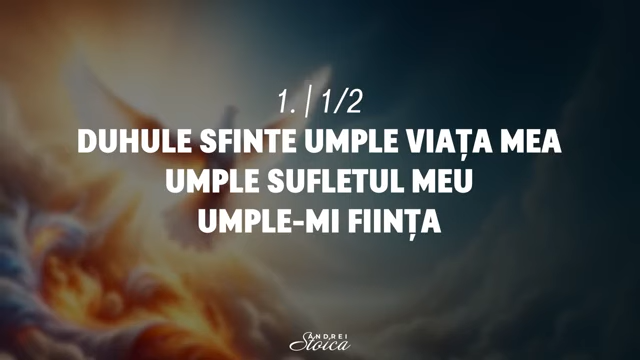 1. | 1/2
DUHULE SFINTE UMPLE VIAȚA MEA
UMPLE SUFLETUL MEU
UMPLE-MI FIINȚA
ANDREI
Stoica